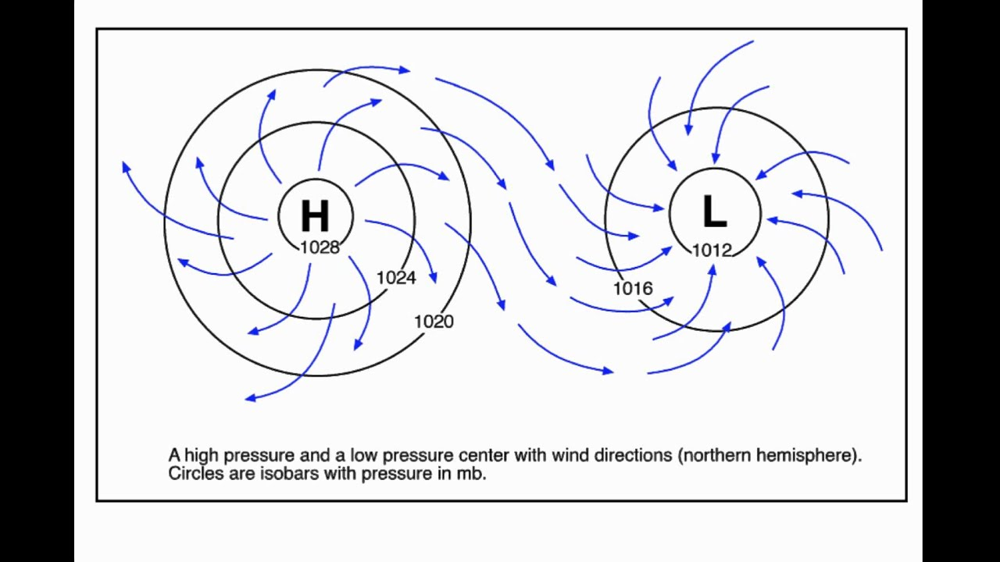 H
1028
1024
1020
L
1012
1016
A high pressure and a low pressure center with wind directions (northern hemisphere).
Circles are isobars with pressure in mb.